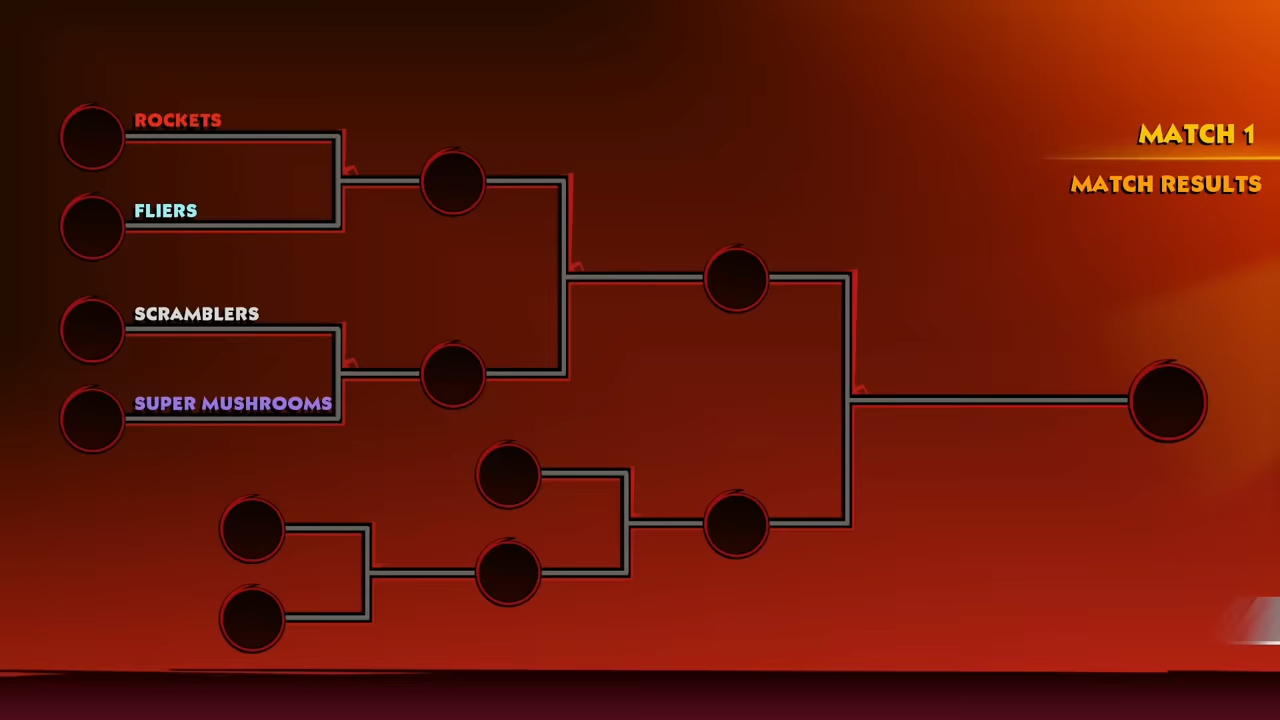 ROCKETS
FLIERS
SCRAMBLERS
SUPER MUSHROOMS
MATCH 1
MATCH RESULTS